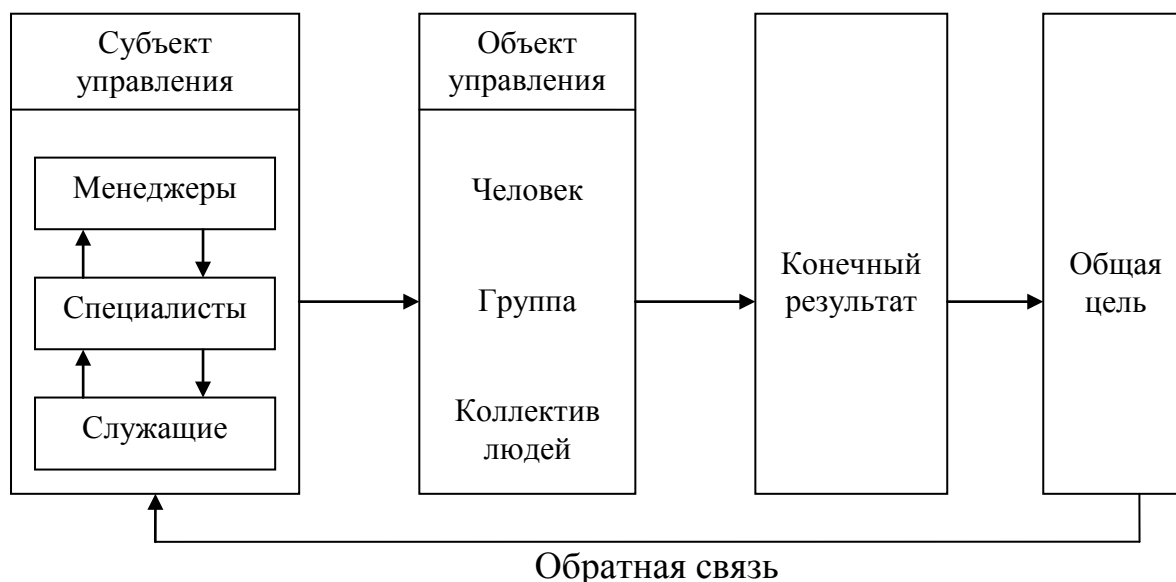 Субъект
управления
Менеджеры
Специалисты
Служащие
Объект
управления
Человек
Группа
Коллектив
людей
Конечный
результат
Общая
цель
Обратная связь